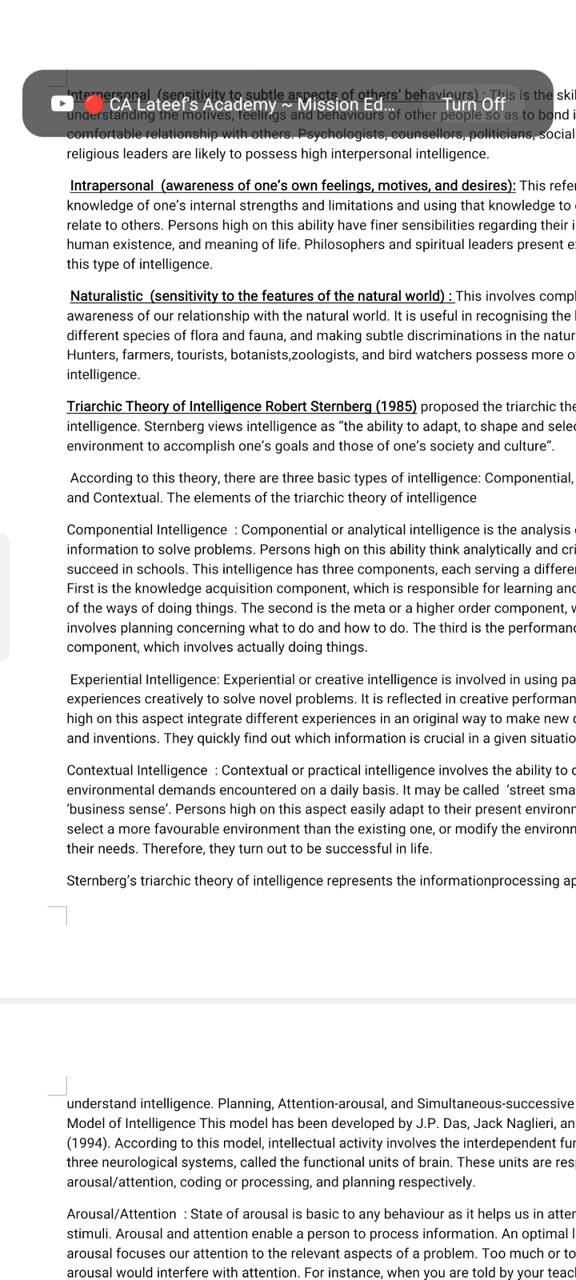 Interpersonal (sensitivity to subtle aspects of others' behaviours) : This is the skil
CA Lateef's Academy ~ Mission Ed... Turn Off
understanding the motives, feelings and behaviours of other people so as to bond i
comfortable relationship with others. Psychologists, counsellors, politicians, social
religious leaders are likely to possess high interpersonal intelligence.
Intrapersonal (awareness of one's own feelings, motives, and desires): This refer
knowledge of one's internal strengths and limitations and using that knowledge to
relate to others. Persons high on this ability have finer sensibilities regarding their i
human existence, and meaning of life. Philosophers and spiritual leaders present e
this type of intelligence.
Naturalistic (sensitivity to the features of the natural world) : This involves compl
awareness of our relationship with the natural world. It is useful in recognising the
different species of flora and fauna, and making subtle discriminations in the natur
Hunters, farmers, tourists, botanists,zoologists, and bird watchers possess more o
intelligence.
Triarchic Theory of Intelligence Robert Sternberg (1985) proposed the triarchic the
intelligence. Sternberg views intelligence as “the ability to adapt, to shape and selec
environment to accomplish one's goals and those of one's society and culture”.
According to this theory, there are three basic types of intelligence: Componential,
and Contextual. The elements of the triarchic theory of intelligence
Componential Intelligence : Componential or analytical intelligence is the analysis
information to solve problems. Persons high on this ability think analytically and cri
succeed in schools. This intelligence has three components, each serving a differe
First is the knowledge acquisition component, which is responsible for learning and
of the ways of doing things. The second is the meta or a higher order component, w
involves planning concerning what to do and how to do. The third is the performanc
component, which involves actually doing things.
Experiential Intelligence: Experiential or creative intelligence is involved in using pa
experiences creatively to solve novel problems. It is reflected in creative performan
high on this aspect integrate different experiences in an original way to make new
and inventions. They quickly find out which information is crucial in a given situatio
Contextual Intelligence : Contextual or practical intelligence involves the ability to
environmental demands encountered on a daily basis. It may be called ‘street sma
‘business sense’. Persons high on this aspect easily adapt to their present environm
select a more favourable environment than the existing one, or modify the environm
their needs. Therefore, they turn out to be successful in life.
Sternberg's triarchic theory of intelligence represents the informationprocessing ap
understand intelligence. Planning, Attention-arousal, and Simultaneous-successive
Model of Intelligence This model has been developed by J.P. Das, Jack Naglieri, an
(1994). According to this model, intellectual activity involves the interdependent fun
three neurological systems, called the functional units of brain. These units are resp
arousal/attention, coding or processing, and planning respectively.
Arousal/Attention : State of arousal is basic to any behaviour as it helps us in atten
stimuli. Arousal and attention enable a person to process information. An optimal l
arousal focuses our attention to the relevant aspects of a problem. Too much or to
arousal would interfere with attention. For instance, when you are told by your teac